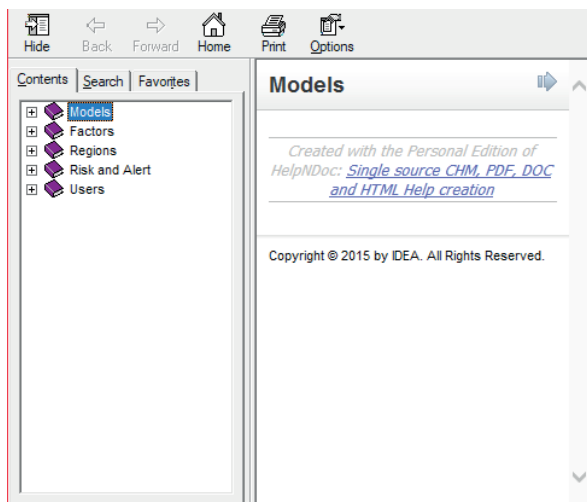 Hide Back Forward Home Print Options
Contents Search Favorites
Models
Factors
Regions
Risk and Alert
Users
Models
Created with the Personal Edition of
HelpNDoc: Single source CHM, PDF, DOC
and HTML Help creation
Copyright © 2015 by IDEA. All Rights Reserved.